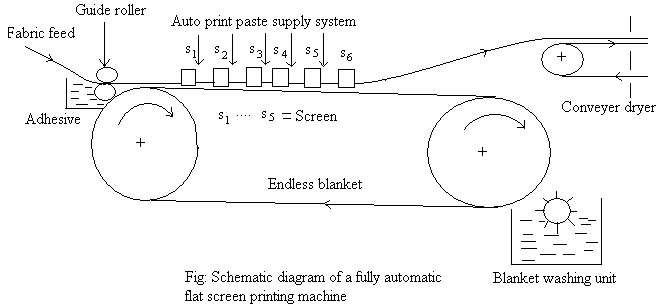 Guide roller
Auto print paste supply system
Fabric feed
s1 s2 s3 s4 s5 s6
Conveyer dryer
Adhesive
s1 ···· s5 = Screen
Endless blanket
Blanket washing unit
Fig: Schematic diagram of a fully automatic
flat screen printing machine